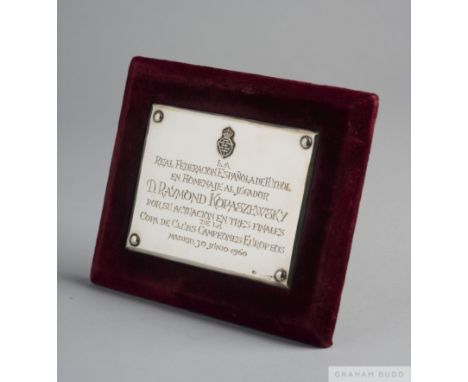 LA
REAL FEDERACION ESPAÑOLA DE FUTBOL
EN HOMENAJE AL JUGADOR
D. RAYMOND KOPASZEWSKY
POR SU ACTUACION EN TRES FINALES
DE LA
COPA DE CLUBS CAMPEONES EUROPEOS
MADRID, 30 JUNIO 1960
GRAHAM BUDD